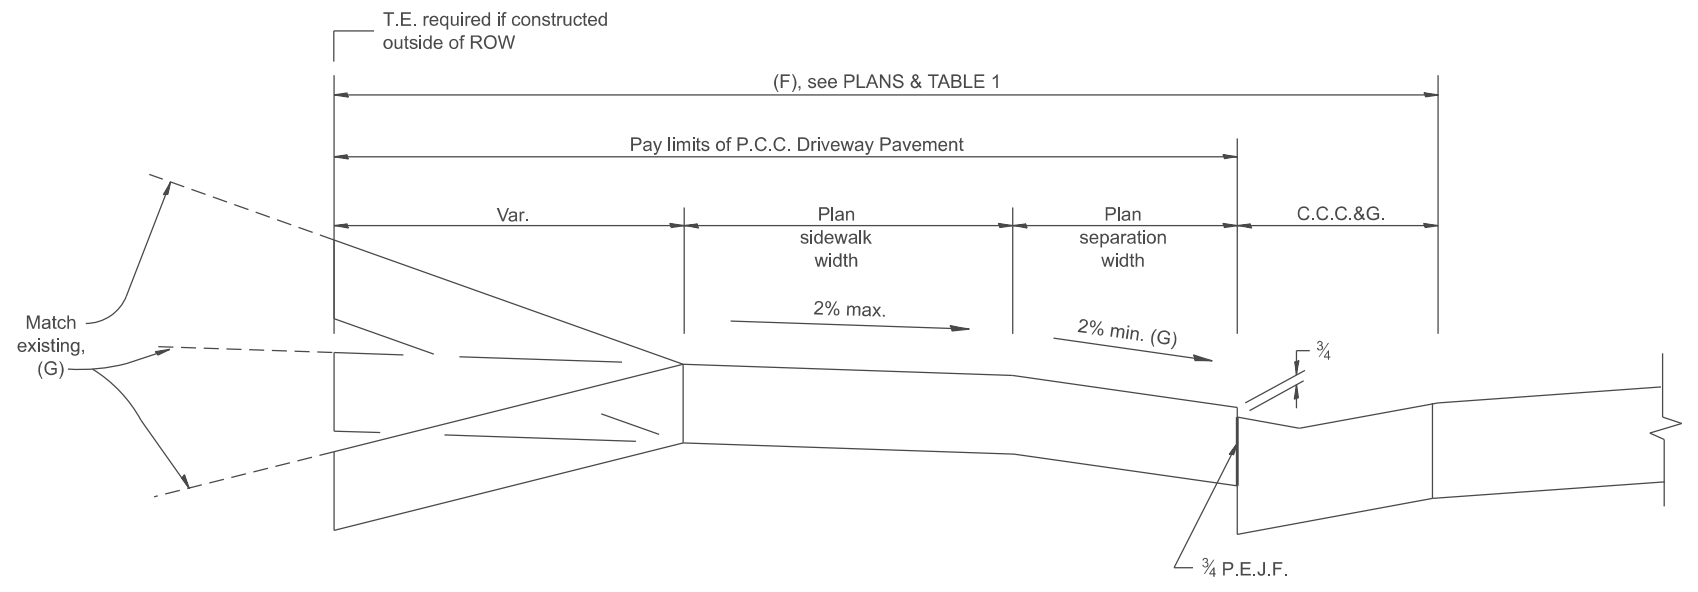 T.E. required if constructed
outside of ROW
(F), see PLANS & TABLE 1
Pay limits of P.C.C. Driveway Pavement
Var.
Plan
sidewalk
width
Plan
separation
width
C.C.C.&G.
2% max.
2% min. (G)
¾
Match
existing,
(G)
¾ P.E.J.F.